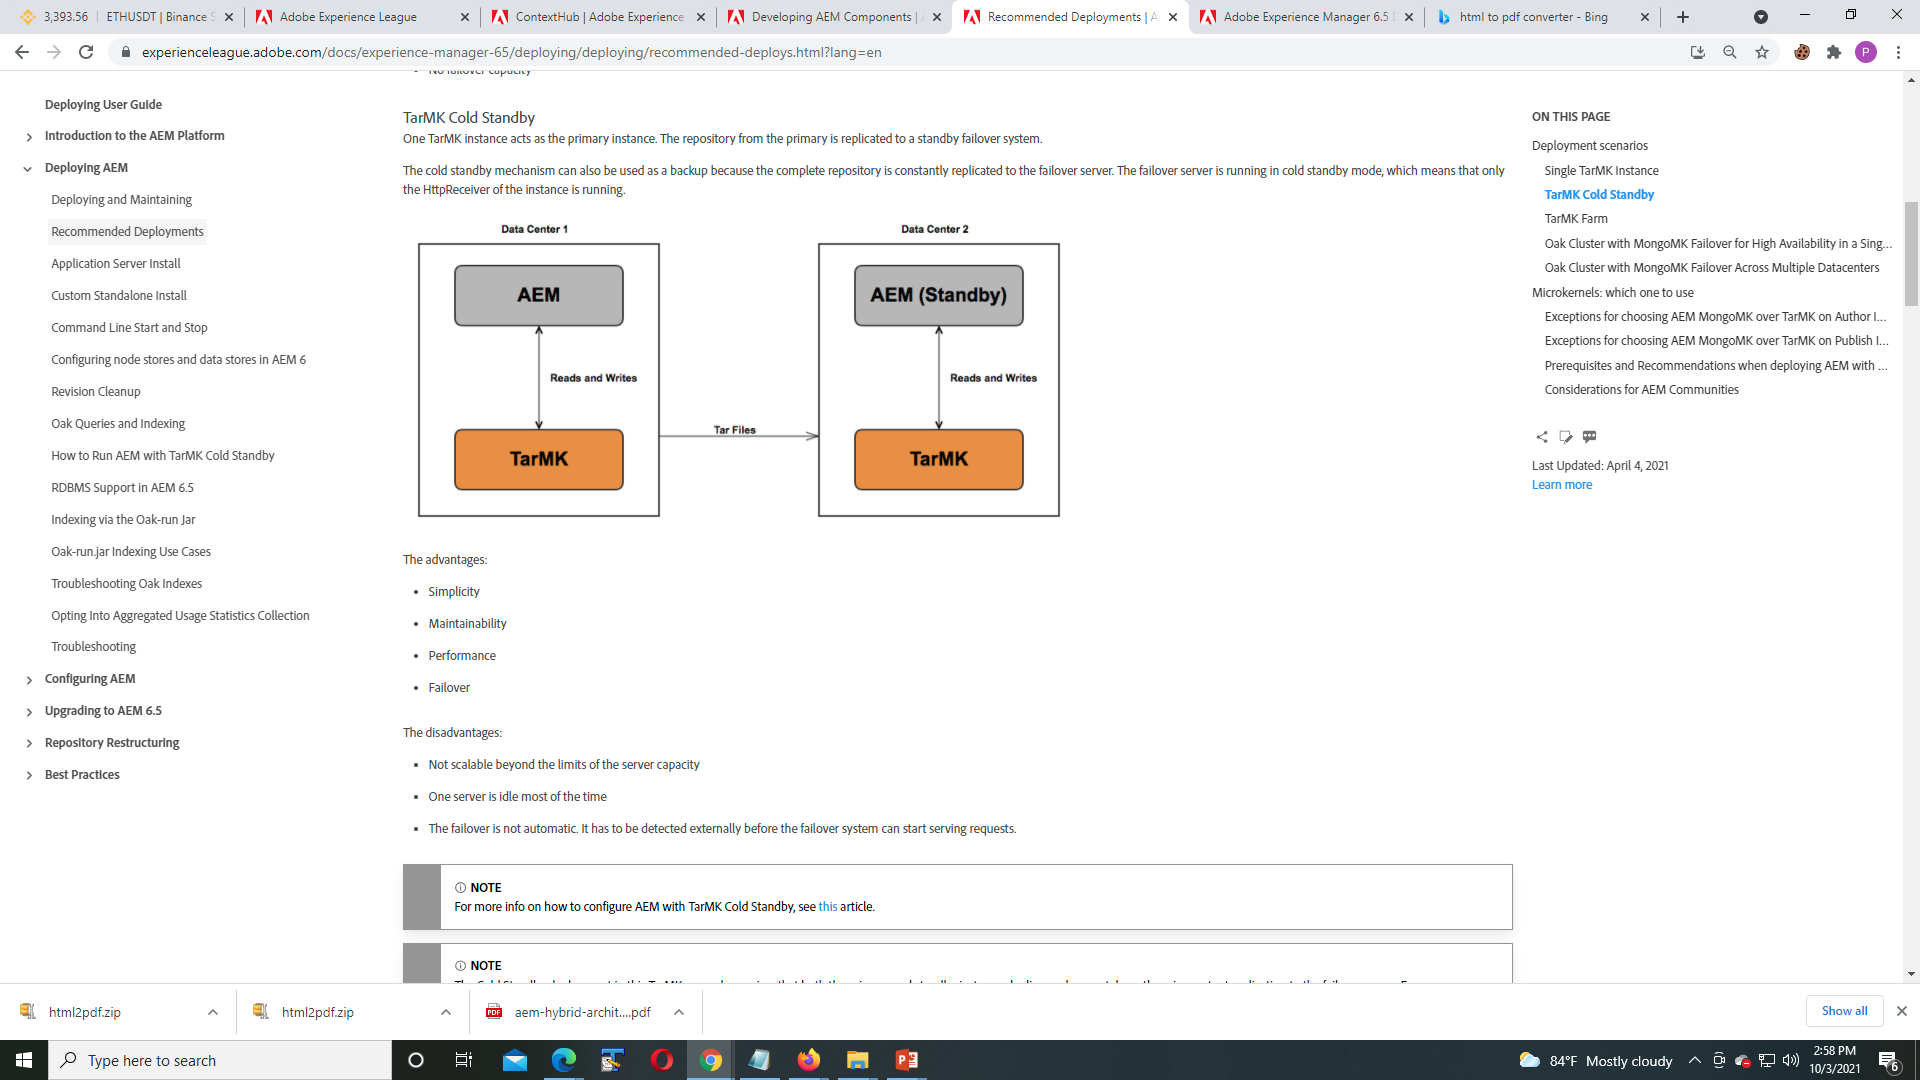 3,393.56 | ETHUSDT | Binance S
Adobe Experience League
ContextHub | Adobe Experience
Developing AEM Components |
Recommended Deployments | A
Adobe Experience Manager 6.5 D
html to pdf converter - Bing
experienceleague.adobe.com/docs/experience-manager-65/deploying/deploying/recommended-deploys.html?lang=en
P
No failover capacity
Deploying User Guide
Introduction to the AEM Platform
Deploying AEM
Deploying and Maintaining
Recommended Deployments
Application Server Install
Custom Standalone Install
Command Line Start and Stop
Configuring node stores and data stores in AEM 6
Revision Cleanup
Oak Queries and Indexing
How to Run AEM with TarMK Cold Standby
RDBMS Support in AEM 6.5
Indexing via the Oak-run Jar
Oak-run.jar Indexing Use Cases
Troubleshooting Oak Indexes
Opting Into Aggregated Usage Statistics Collection
Troubleshooting
Configuring AEM
Upgrading to AEM 6.5
Repository Restructuring
Best Practices
TarMK Cold Standby
One TarMK instance acts as the primary instance. The repository from the primary is replicated to a standby failover system.
The cold standby mechanism can also be used as a backup because the complete repository is constantly replicated to the failover server. The failover server is running in cold standby mode, which means that only
the HttpReceiver of the instance is running.
Data Center 1
Data Center 2
AEM
AEM (Standby)
Reads and Writes
Reads and Writes
Tar Files
TarMK
TarMK
The advantages:
• Simplicity
• Maintainability
• Performance
• Failover
The disadvantages:
• Not scalable beyond the limits of the server capacity
• One server is idle most of the time
• The failover is not automatic. It has to be detected externally before the failover system can start serving requests.
NOTE
For more info on how to configure AEM with TarMK Cold Standby, see this article.
NOTE
ON THIS PAGE
Deployment scenarios
Single TarMK Instance
TarMK Cold Standby
TarMK Farm
Oak Cluster with MongoMK Failover for High Availability in a Sing...
Oak Cluster with MongoMK Failover Across Multiple Datacenters
Microkernels: which one to use
Exceptions for choosing AEM MongoMK over TarMK on Author I...
Exceptions for choosing AEM MongoMK over TarMK on Publish I...
Prerequisites and Recommendations when deploying AEM with ...
Considerations for AEM Communities
Last Updated: April 4, 2021
Learn more
html2pdf.zip
html2pdf.zip
PDF
aem-hybrid-archit....pdf
Show all
Type here to search
84°F Mostly cloudy
2:58 PM
10/3/2021
6